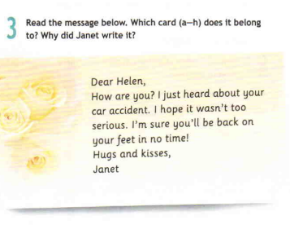 3 Read the message below. Which card (a–h) does it belong
to? Why did Janet write it?
Dear Helen,
How are you? I just heard about your
car accident. I hope it wasn't too
serious. I'm sure you'll be back on
your feet in no time!
Hugs and kisses,
Janet